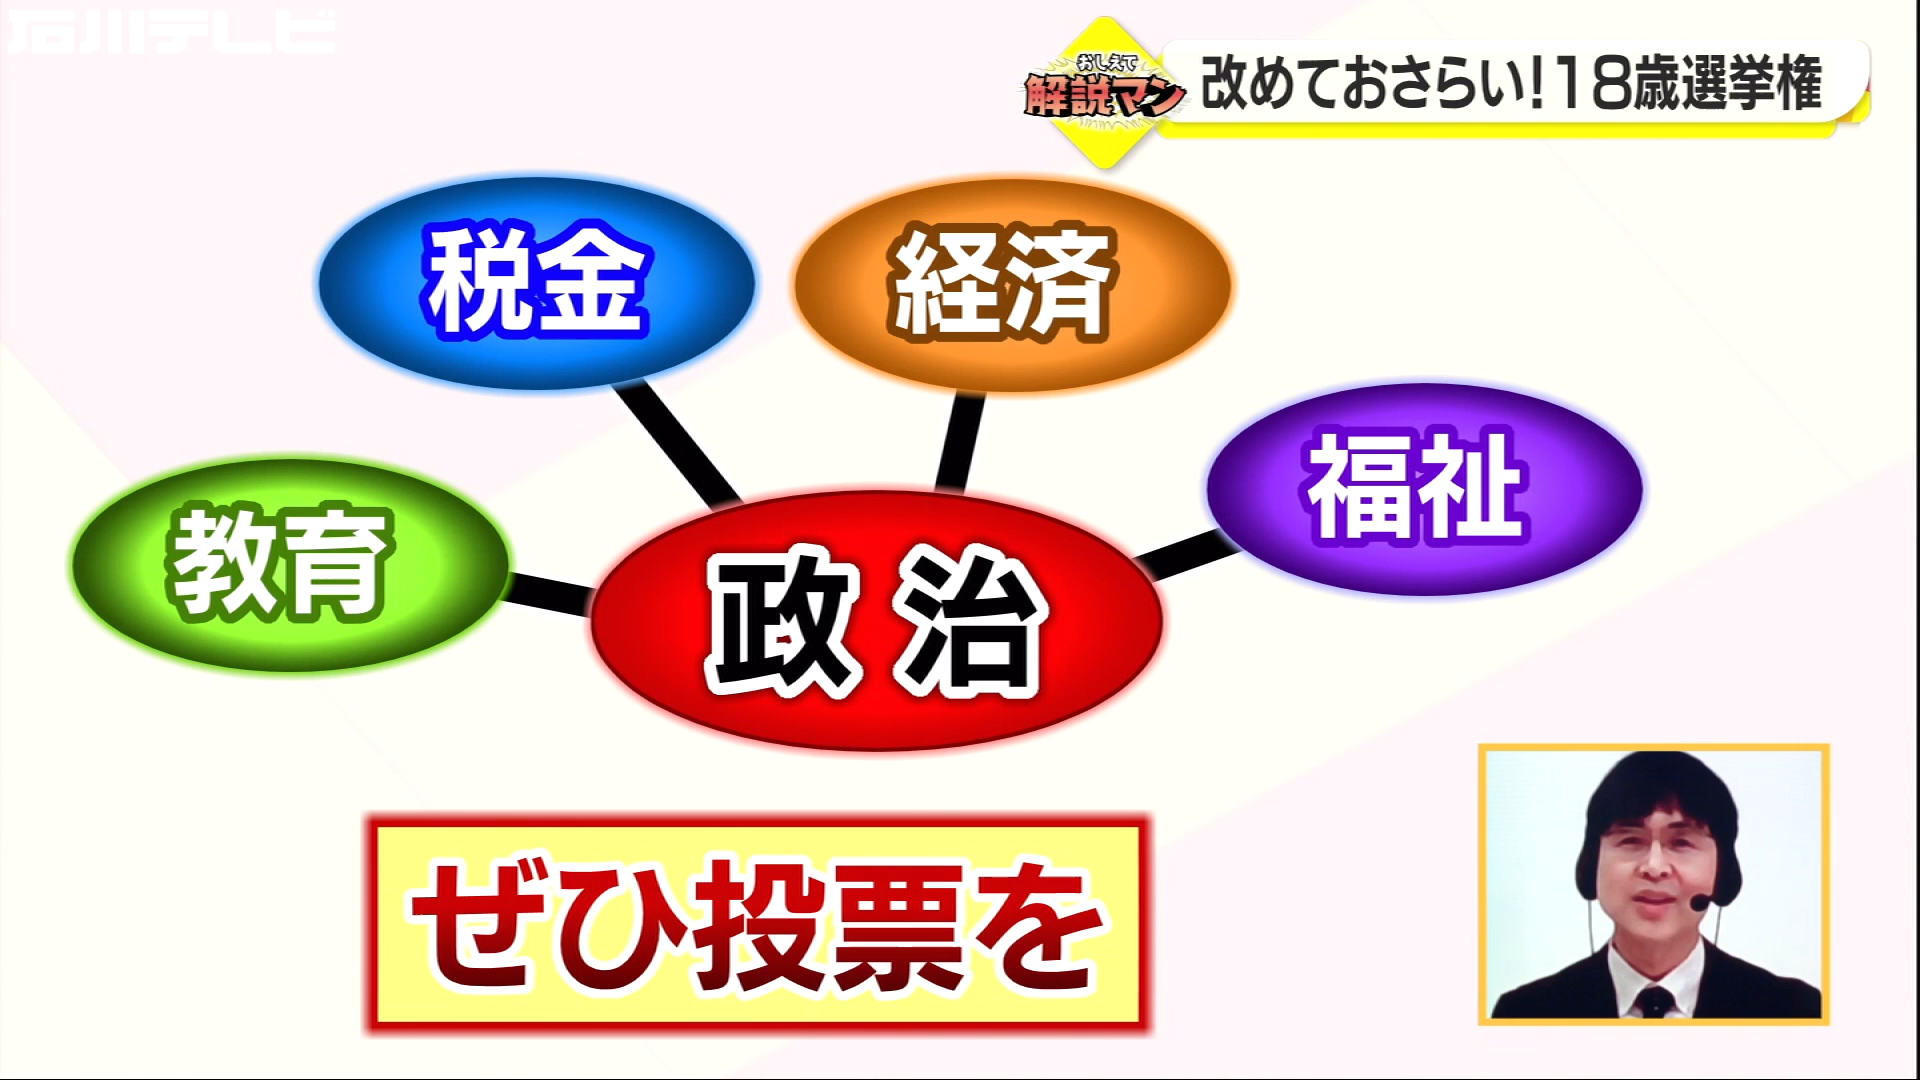 石川テレビ
おしえて
解説マン
改めておさらい!18歳選挙権
税金
経済
福祉
教育
政治
ぜひ投票を